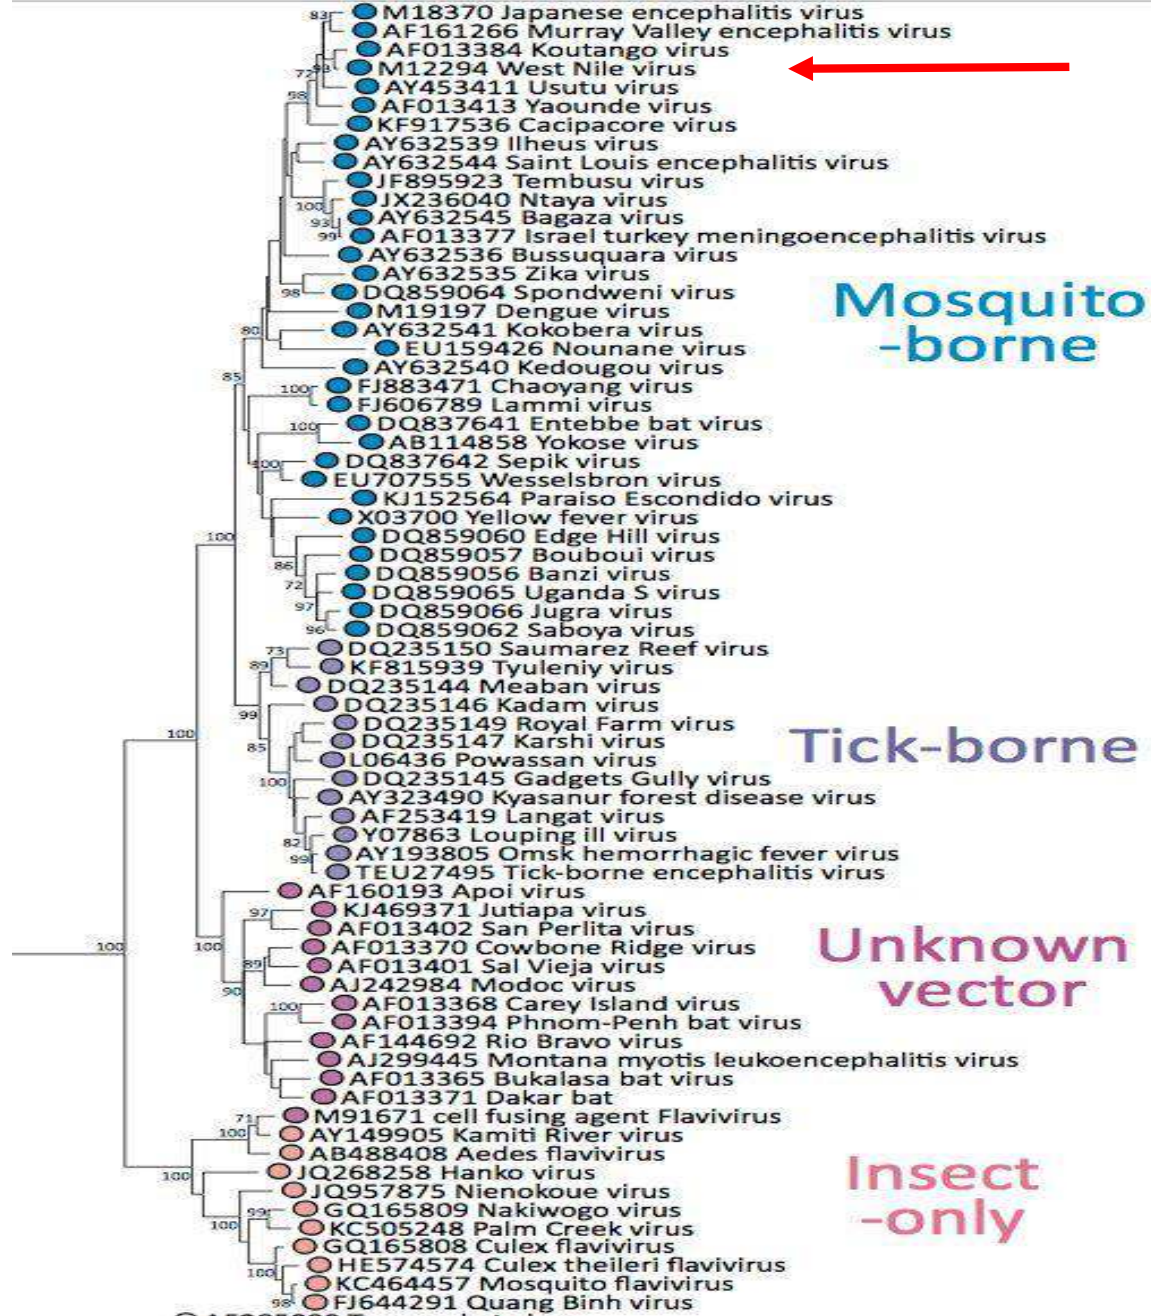 M18370 Japanese encephalitis virus
AF161266 Murray Valley encephalitis virus
AF013384 Koutango virus
M12294 West Nile virus
AY453411 Usutu virus
AF013413 Yaounde virus
KF917536 Cacipacore virus
AY632539 Ilheus virus
AY632544 Saint Louis encephalitis virus
JF895923 Tembusu virus
JX236040 Ntaya virus
AY632545 Bagaza virus
AF013377 Israel turkey meningoencephalitis virus
AY632536 Bussuquara virus
AY632535 Zika virus
DQ859064 Spondweni virus
M19197 Dengue virus
AY632541 Kokobera virus
EU159426 Nounane virus
AY632540 Kedougou virus
FJ883471 Chaoyang virus
FJ606789 Lammi virus
DQ837641 Entebbe bat virus
AB114858 Yokose virus
DQ837642 Sepik virus
EU707555 Wesselsbron virus
KJ152564 Paraiso Escondido virus
X03700 Yellow fever virus
DQ859060 Edge Hill virus
DQ859057 Bouboui virus
DQ859056 Banzi virus
DQ859065 Uganda S virus
DQ859066 Jugra virus
DQ859062 Saboya virus
Mosquito
-borne
DQ235150 Saumarez Reef virus
KF815939 Tyuleniy virus
DQ235144 Meaban virus
DQ235146 Kadam virus
DQ235149 Royal Farm virus
DQ235147 Karshi virus
L06436 Powassan virus
DQ235145 Gadgets Gully virus
AY323490 Kyasanur forest disease virus
AF253419 Langat virus
Y07863 Louping ill virus
AY193805 Omsk hemorrhagic fever virus
TEU27495 Tick-borne encephalitis virus
Tick-borne
AF160193 Apoi virus
KJ469371 Jutiapa virus
AF013402 San Perlita virus
AF013370 Cowbone Ridge virus
AF013401 Sal Vieja virus
AJ242984 Modoc virus
AF013368 Carey Island virus
AF013394 Phnom-Penh bat virus
AF144692 Rio Bravo virus
AJ299445 Montana myotis leukoencephalitis virus
AF013365 Bukalasa bat virus
AF013371 Dakar bat
Unknown
vector
M91671 cell fusing agent Flavivirus
AY149905 Kamiti River virus
AB488408 Aedes flavivirus
JQ268258 Hanko virus
JQ957875 Nienokoue virus
GQ165809 Nakiwogo virus
KC505248 Palm Creek virus
GQ165808 Culex flavivirus
HE574574 Culex theileri flavivirus
KC464457 Mosquito flavivirus
FJ644291 Quang Binh virus
Insect
-only
83
93
72
98
100
93
99
98
80
85
100
100
100
100
86
72
97
96
73
89
99
85
100
100
82
99
97
100
89
90
100
100
71
100
100
99
100
100
98